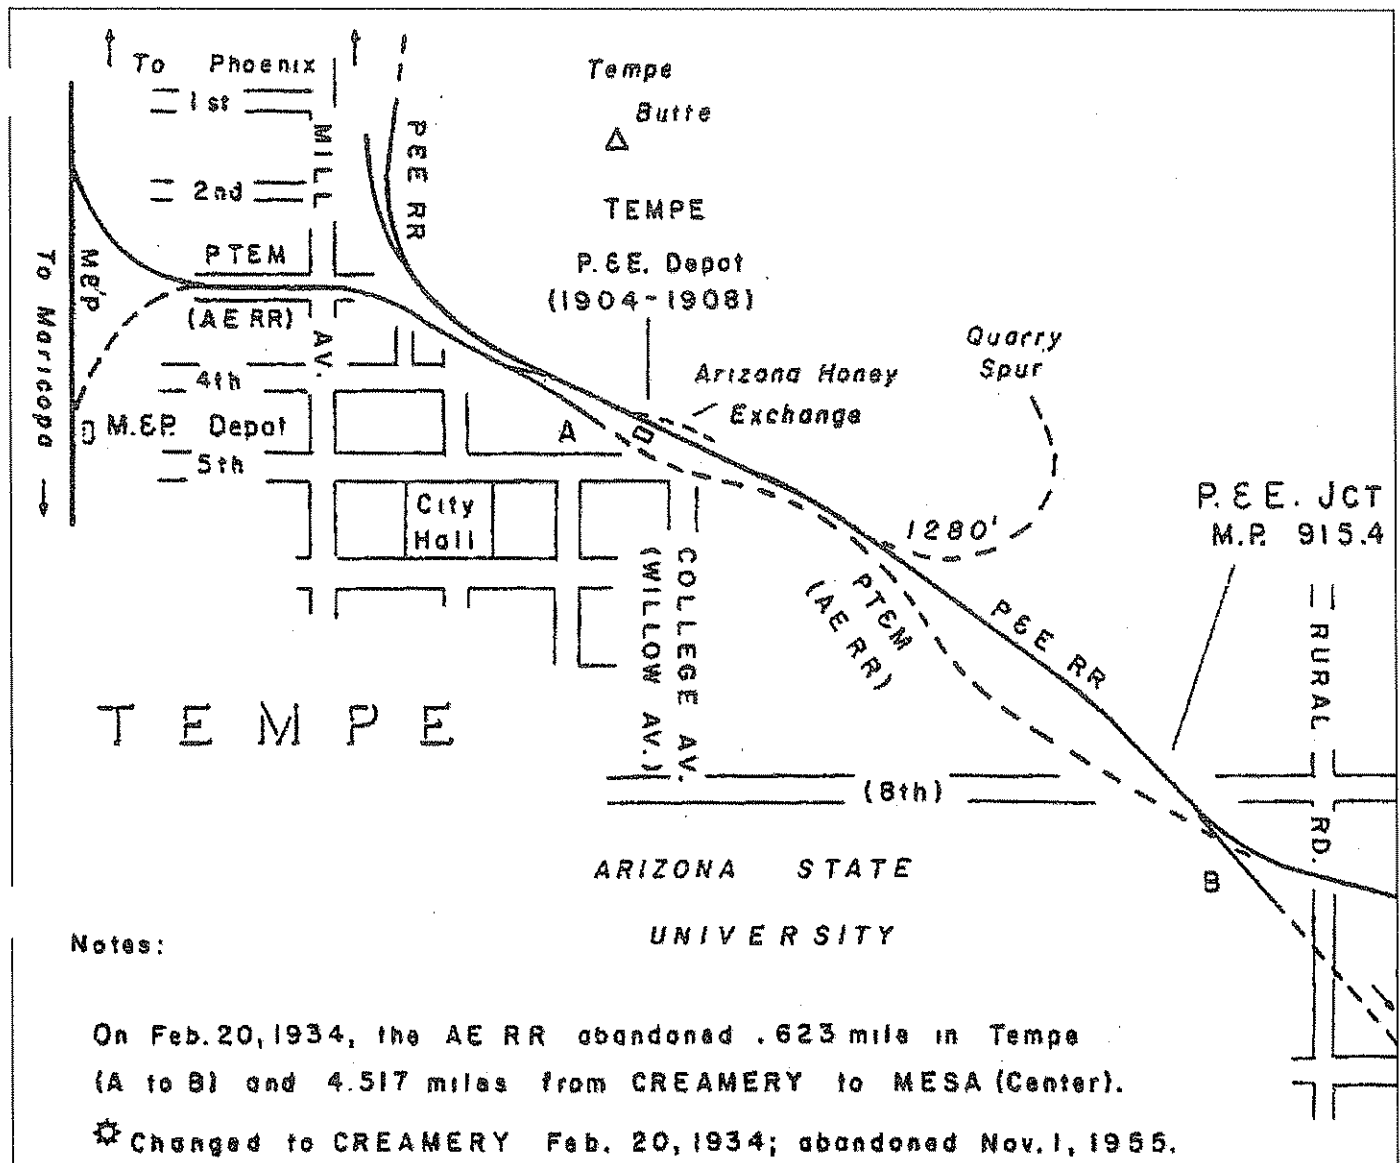 To Phoenix
1st
2nd
MILL AV.
P&E RR
Tempe
Butte
TEMPE
P.&E. Depot
(1904-1908)
PTEM
(AE RR)
M&P
To Maricopa
4th
M.&P. Depot
5th
A
Arizona Honey
Exchange
Quarry
Spur
1280'
City
Hall
COLLEGE AV.
(WILLOW AV.)
PT&M
(AE RR)
P&E RR
P.&E. JCT
M.P. 915.4
RURAL RD.
TEMPE
(8th)
B
ARIZONA STATE
UNIVERSITY
Notes:
On Feb. 20, 1934, the AE RR abandoned .623 mile in Tempe
(A to B) and 4.517 miles from CREAMERY to MESA (Center).
Changed to CREAMERY Feb. 20, 1934; abandoned Nov. 1, 1955.